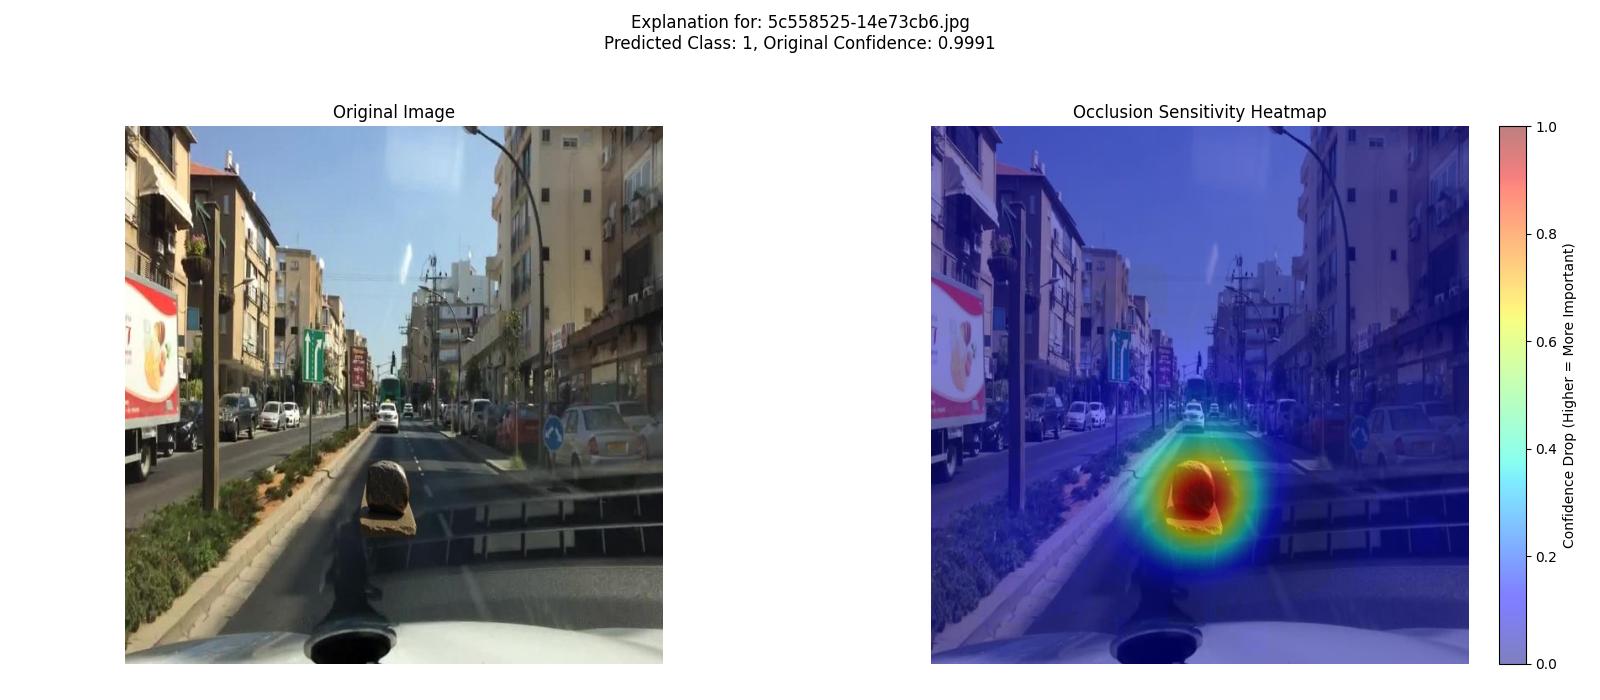 Explanation for: 5c558525-14e73cb6.jpg
Predicted Class: 1, Original Confidence: 0.9991
Original Image
Occlusion Sensitivity Heatmap
1.0
0.8
0.6
0.4
0.2
0.0
Confidence Drop (Higher = More Important)